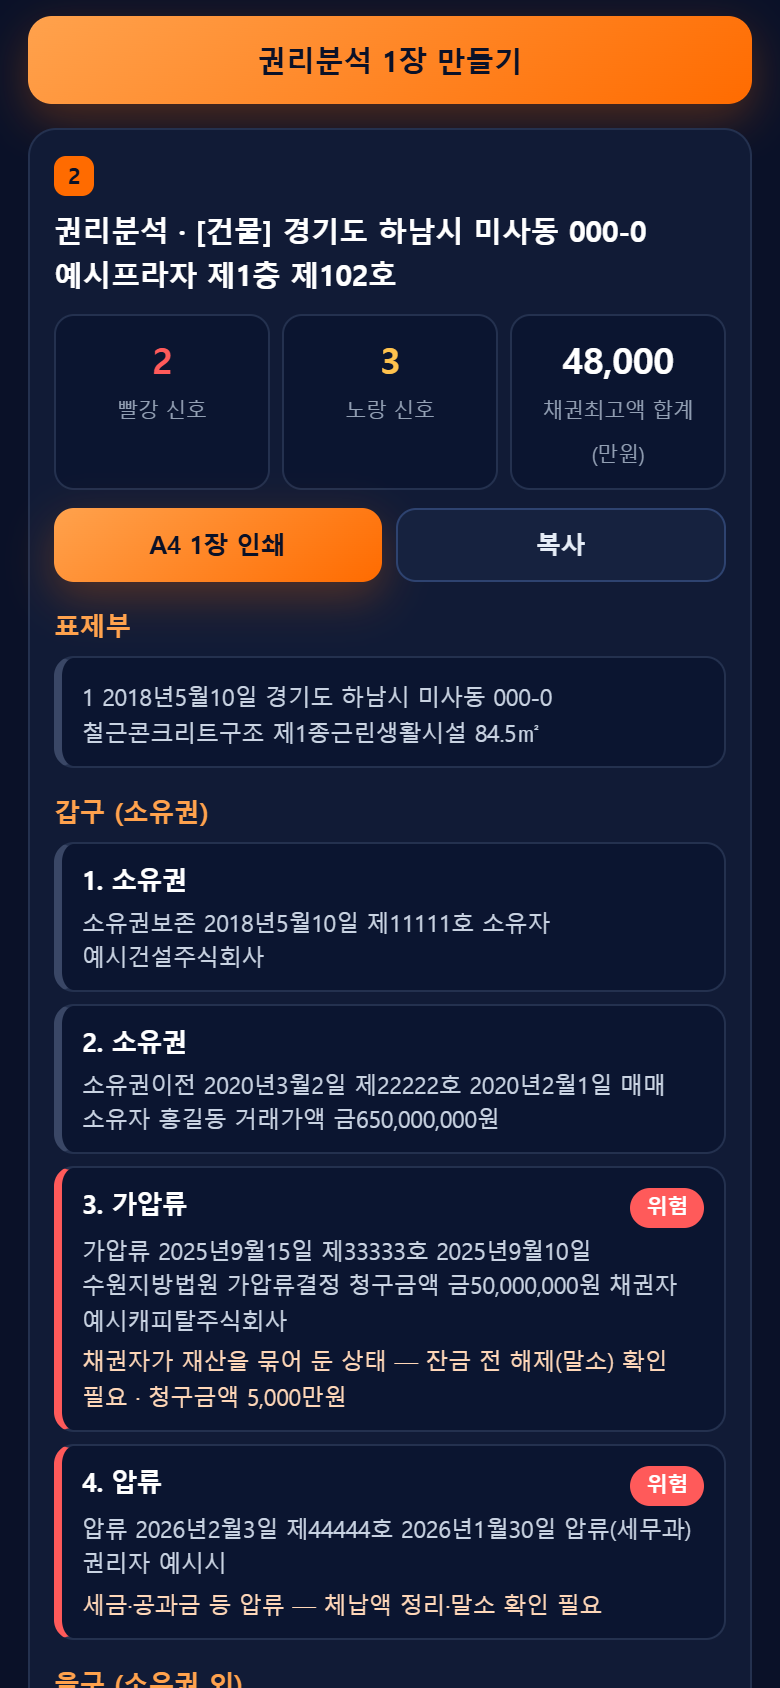 권리분석 1장 만들기
2
권리분석 · [건물] 경기도 하남시 미사동 000-0
예시프라자 제1층 제102호
2
빨강 신호
3
노랑 신호
48,000
채권최고액 합계
(만원)
A4 1장 인쇄
복사
표제부
1 2018년5월10일 경기도 하남시 미사동 000-0
철근콘크리트구조 제1종근린생활시설 84.5㎡
갑구 (소유권)
1. 소유권
소유권보존 2018년5월10일 제11111호 소유자
예시건설주식회사
2. 소유권
소유권이전 2020년3월2일 제22222호 2020년2월1일 매매
소유자 홍길동 거래가액 금650,000,000원
3. 가압류
위험
가압류 2025년9월15일 제33333호 2025년9월10일
수원지방법원 가압류결정 청구금액 금50,000,000원 채권자
예시캐피탈주식회사
채권자가 재산을 묶어 둔 상태 — 잔금 전 해제(말소) 확인
필요 · 청구금액 5,000만원
4. 압류
위험
압류 2026년2월3일 제44444호 2026년1월30일 압류(세무과)
권리자 예시시
세금·공과금 등 압류 — 체납액 정리·말소 확인 필요
을구 (소유권 외)